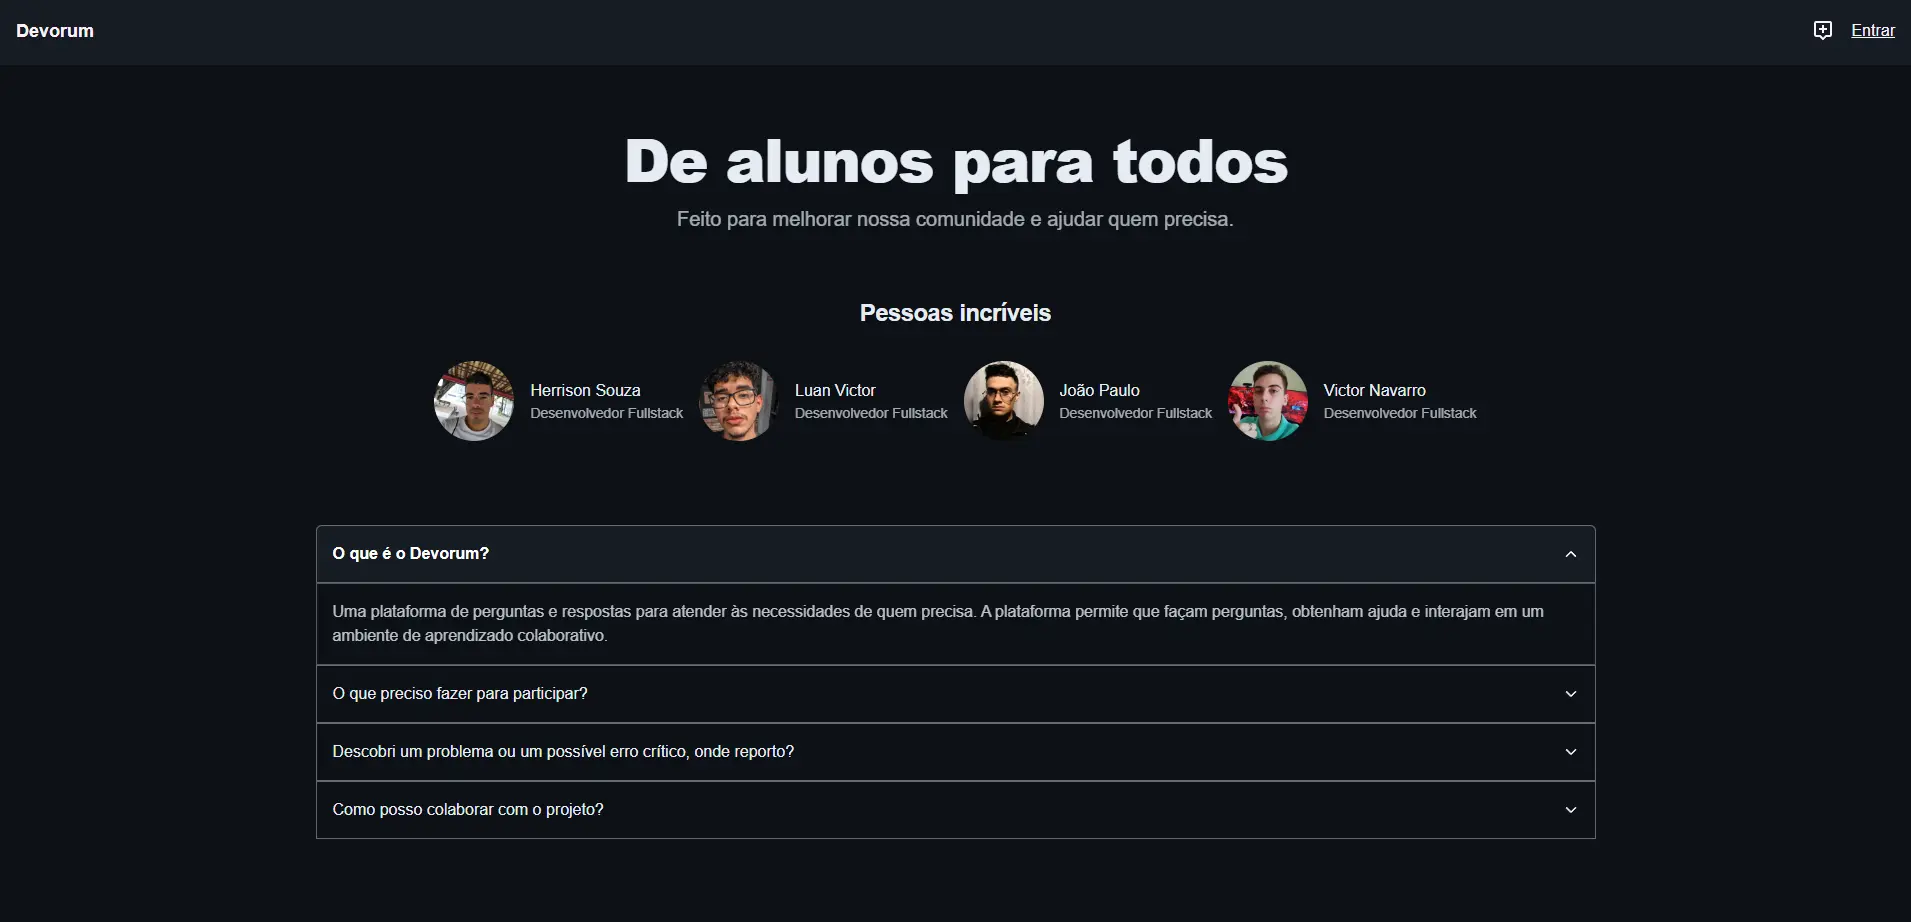 Devorum
Entrar
De alunos para todos
Feito para melhorar nossa comunidade e ajudar quem precisa.
Pessoas incríveis
Herrison Souza
Desenvolvedor Fullstack
Luan Victor
Desenvolvedor Fullstack
João Paulo
Desenvolvedor Fullstack
Victor Navarro
Desenvolvedor Fullstack
O que é o Devorum?
Uma plataforma de perguntas e respostas para atender às necessidades de quem precisa. A plataforma permite que façam perguntas, obtenham ajuda e interajam em um
ambiente de aprendizado colaborativo.
O que preciso fazer para participar?
Descobri um problema ou um possível erro crítico, onde reporto?
Como posso colaborar com o projeto?